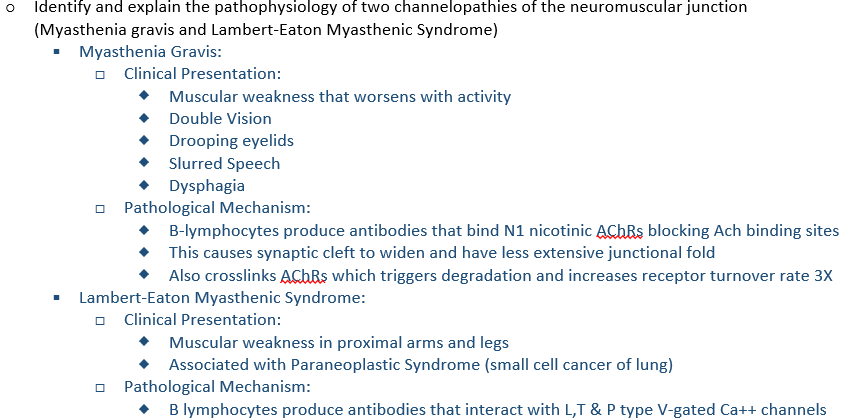 o Identify and explain the pathophysiology of two channelopathies of the neuromuscular junction
(Myasthenia gravis and Lambert-Eaton Myasthenic Syndrome)
▪ Myasthenia Gravis:
□ Clinical Presentation:
◆ Muscular weakness that worsens with activity
◆ Double Vision
◆ Drooping eyelids
◆ Slurred Speech
◆ Dysphagia
□ Pathological Mechanism:
◆ B-lymphocytes produce antibodies that bind N1 nicotinic AChRs blocking Ach binding sites
◆ This causes synaptic cleft to widen and have less extensive junctional fold
◆ Also crosslinks AChRs which triggers degradation and increases receptor turnover rate 3X
▪ Lambert-Eaton Myasthenic Syndrome:
□ Clinical Presentation:
◆ Muscular weakness in proximal arms and legs
◆ Associated with Paraneoplastic Syndrome (small cell cancer of lung)
□ Pathological Mechanism:
◆ B lymphocytes produce antibodies that interact with L,T & P type V-gated Ca++ channels